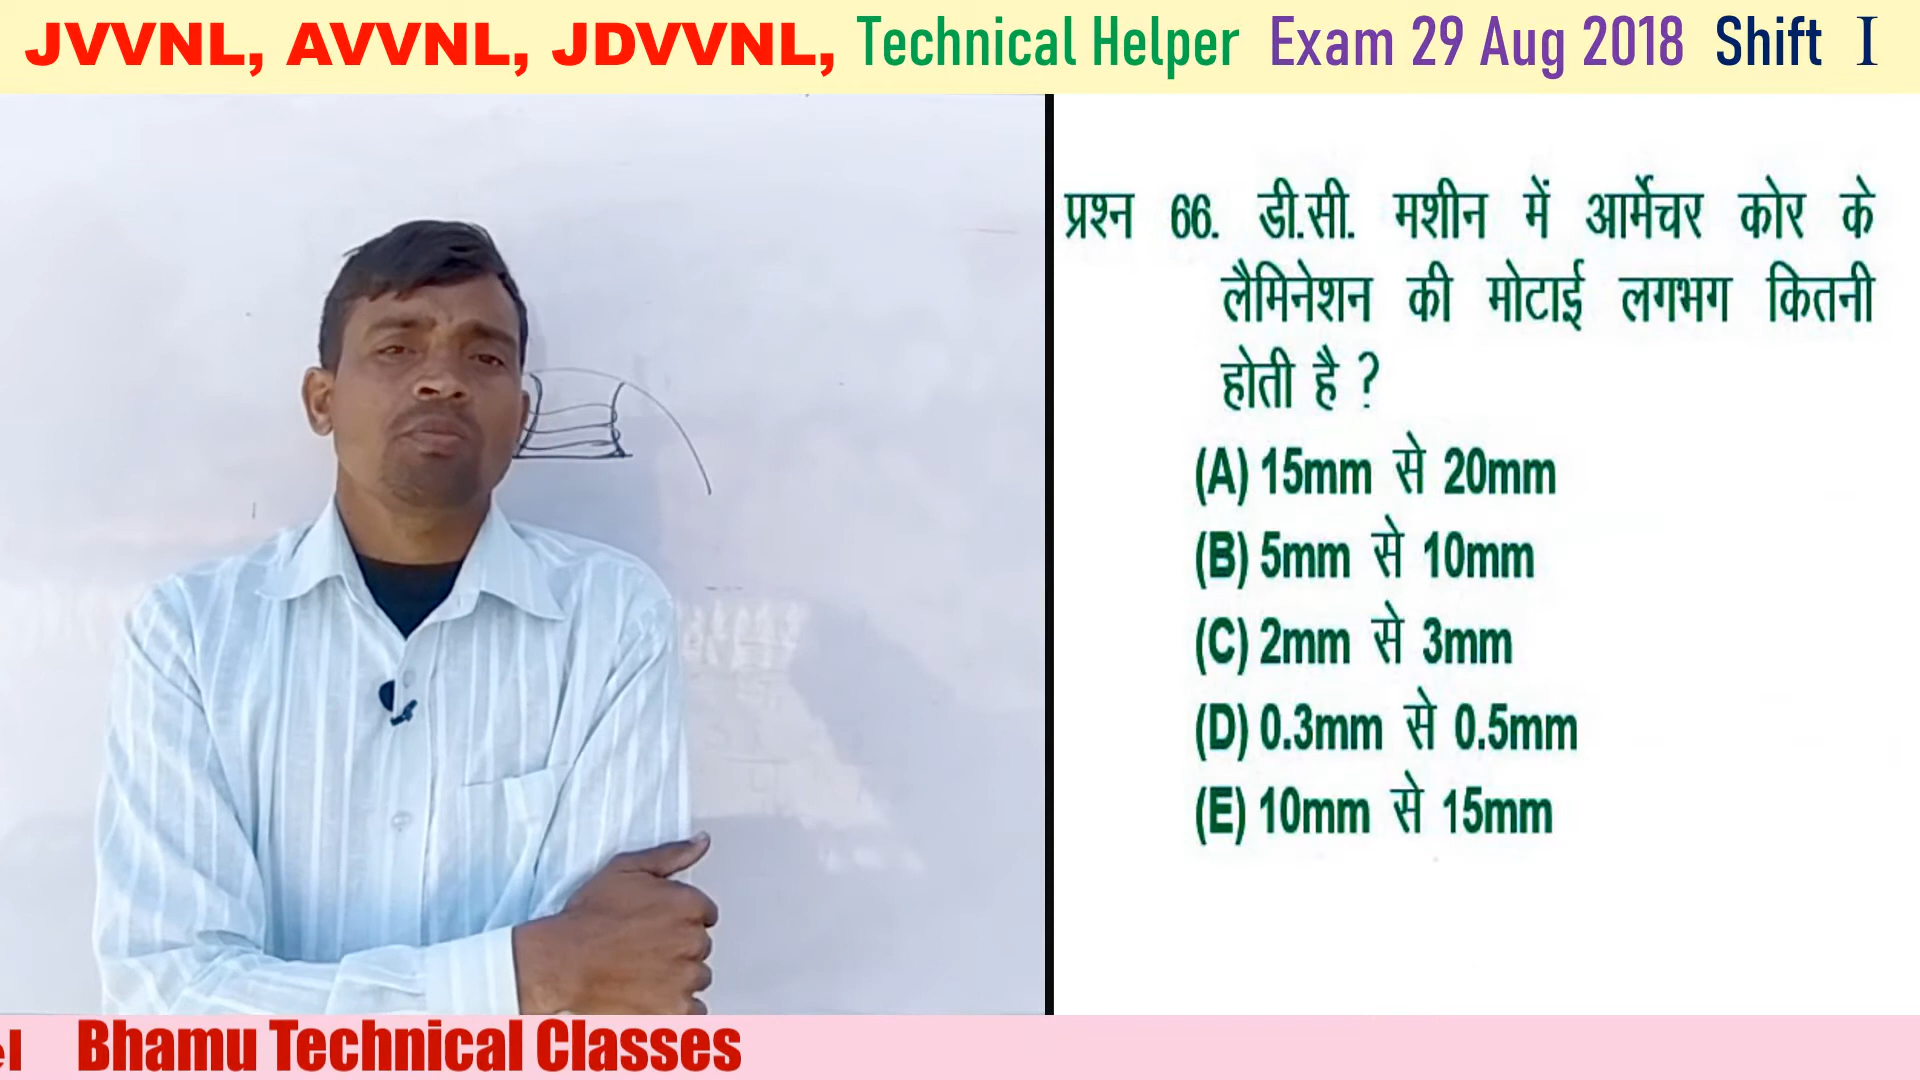 JVVNL, AVVNL, JDVVNL, Technical Helper Exam 29 Aug 2018 Shift I
प्रश्न 66. डी.सी. मशीन में आर्मेचर कोर के
लैमिनेशन की मोटाई लगभग कितनी
होती है ?
(A) 15mm से 20mm
(B) 5mm से 10mm
(C) 2mm से 3mm
(D) 0.3mm से 0.5mm
(E) 10mm से 15mm
Bhamu Technical Classes